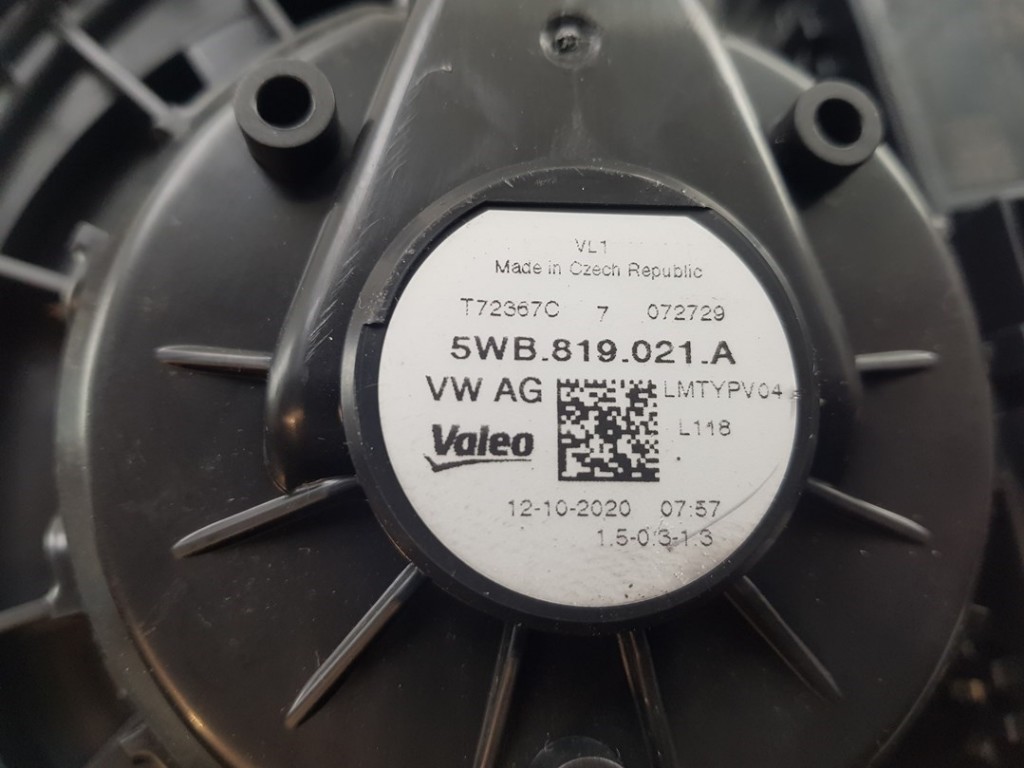 VL1
Made in Czech Republic
T72367C 7 072729
5WB.819.021.A
VW AG LMTYPV04
Valeo L118
12-10-2020 07:57
1.5-0.3-1.3